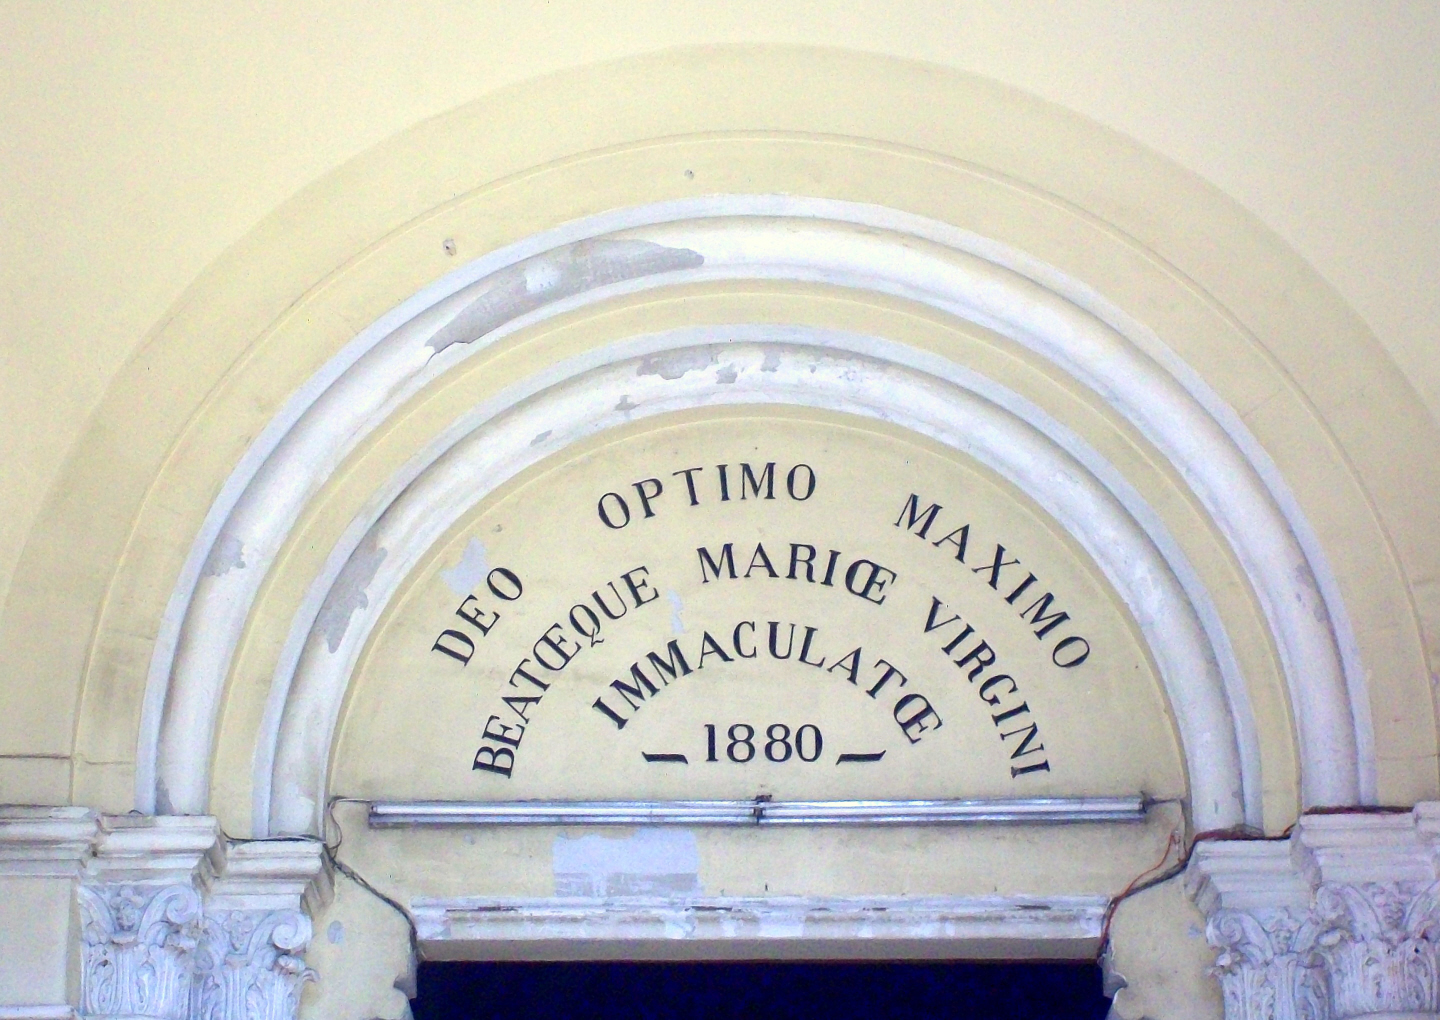 DEO OPTIMO MAXIMO
BEATŒQUE MARIŒ VIRGINI
IMMACULATŒ
– 1880 –